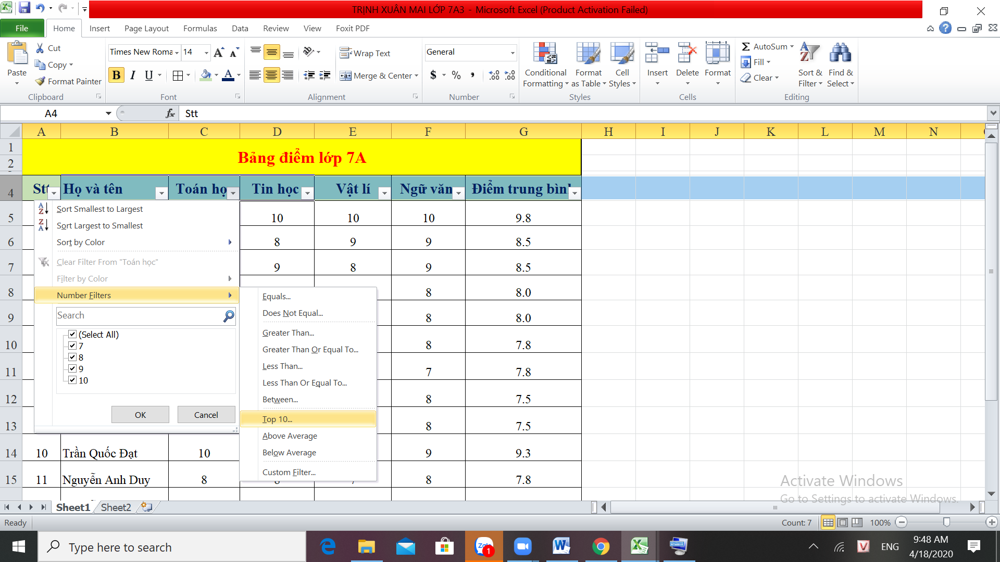 TRỊNH XUÂN MAI LỚP 7A3 - Microsoft Excel (Product Activation Failed)
File Home Insert Page Layout Formulas Data Review View Foxit PDF
Paste
Cut
Copy
Format Painter
Clipboard
Times New Roma 14
B I U A
Font
Wrap Text
Merge & Center
Alignment
General
$ % ,
Number
Conditional Formatting
Format as Table
Cell Styles
Styles
Insert
Delete
Format
Cells
AutoSum
Fill
Clear
Sort & Filter
Find & Select
Editing
A4 fx Stt
A B C D E F G H I J K L M N
1
2
Bảng điểm lớp 7A
4 Stt Họ và tên Toán họ Tin học Vật lí Ngữ văn Điểm trung bình
5 10 10 10 9.8
6 8 9 9 8.5
7 9 8 9 8.5
8 8 8.0
9 8 8.0
10 8 7.8
11 7 7.8
12 8 7.5
13 8 7.5
14 10 Trần Quốc Đạt 10 9 9.3
15 11 Nguyễn Anh Duy 8 8 7.8
Sort Smallest to Largest
Sort Largest to Smallest
Sort by Color
Clear Filter From "Toán học"
Filter by Color
Number Filters
Search
(Select All)
7
8
9
10
OK Cancel
Equals...
Does Not Equal...
Greater Than...
Greater Than Or Equal To...
Less Than...
Less Than Or Equal To...
Between...
Top 10...
Above Average
Below Average
Custom Filter...
Activate Windows
Go to Settings to activate Windows.
Sheet1 Sheet2
Ready Count: 7 100%
Type here to search
Zalo 1
ENG
9:48 AM
4/18/2020